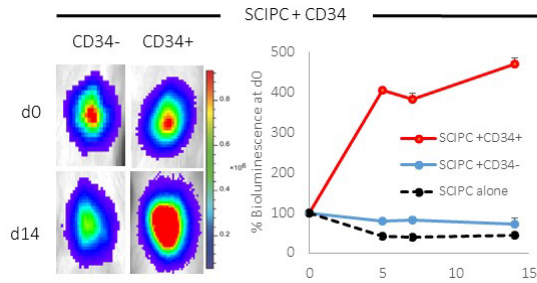 SCIPC + CD34
CD34- CD34+
d0
d14
0.8
0.6
×10⁶
0.4
0.2
% Bioluminescence at d0
500
400
300
200
100
0
0 5 10 15
SCIPC +CD34+
SCIPC +CD34-
SCIPC alone